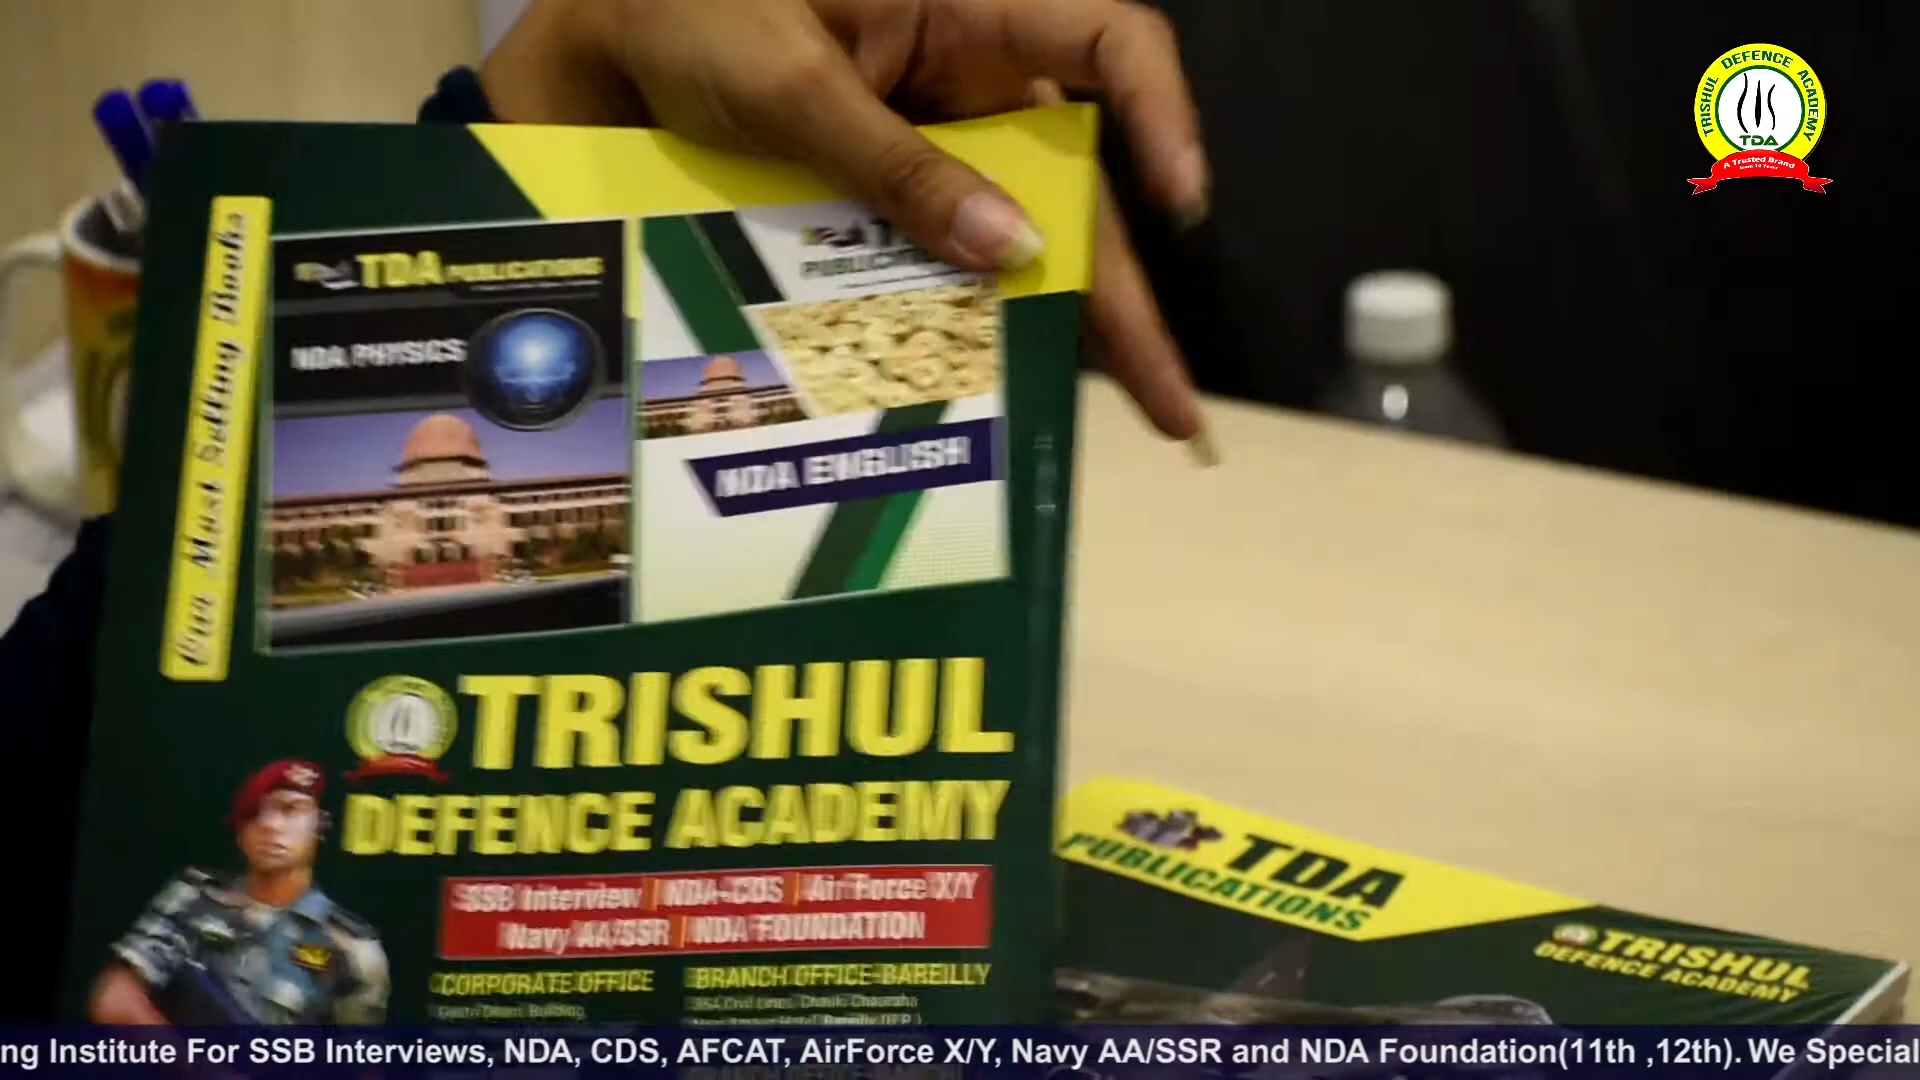 TRISHUL DEFENCE ACADEMY
TDA
A Trusted Brand
Our Most Selling Books
TDA PUBLICATIONS
NDA PHYSICS
NDA ENGLISH
TRISHUL
DEFENCE ACADEMY
SSB Interview | NDA-CDS | Air Force X/Y
Navy AA/SSR | NDA FOUNDATION
CORPORATE OFFICE
BRANCH OFFICE-BAREILLY
TDA
PUBLICATIONS
TRISHUL
DEFENCE ACADEMY
ng Institute For SSB Interviews, NDA, CDS, AFCAT, AirForce X/Y, Navy AA/SSR and NDA Foundation(11th ,12th). We Special